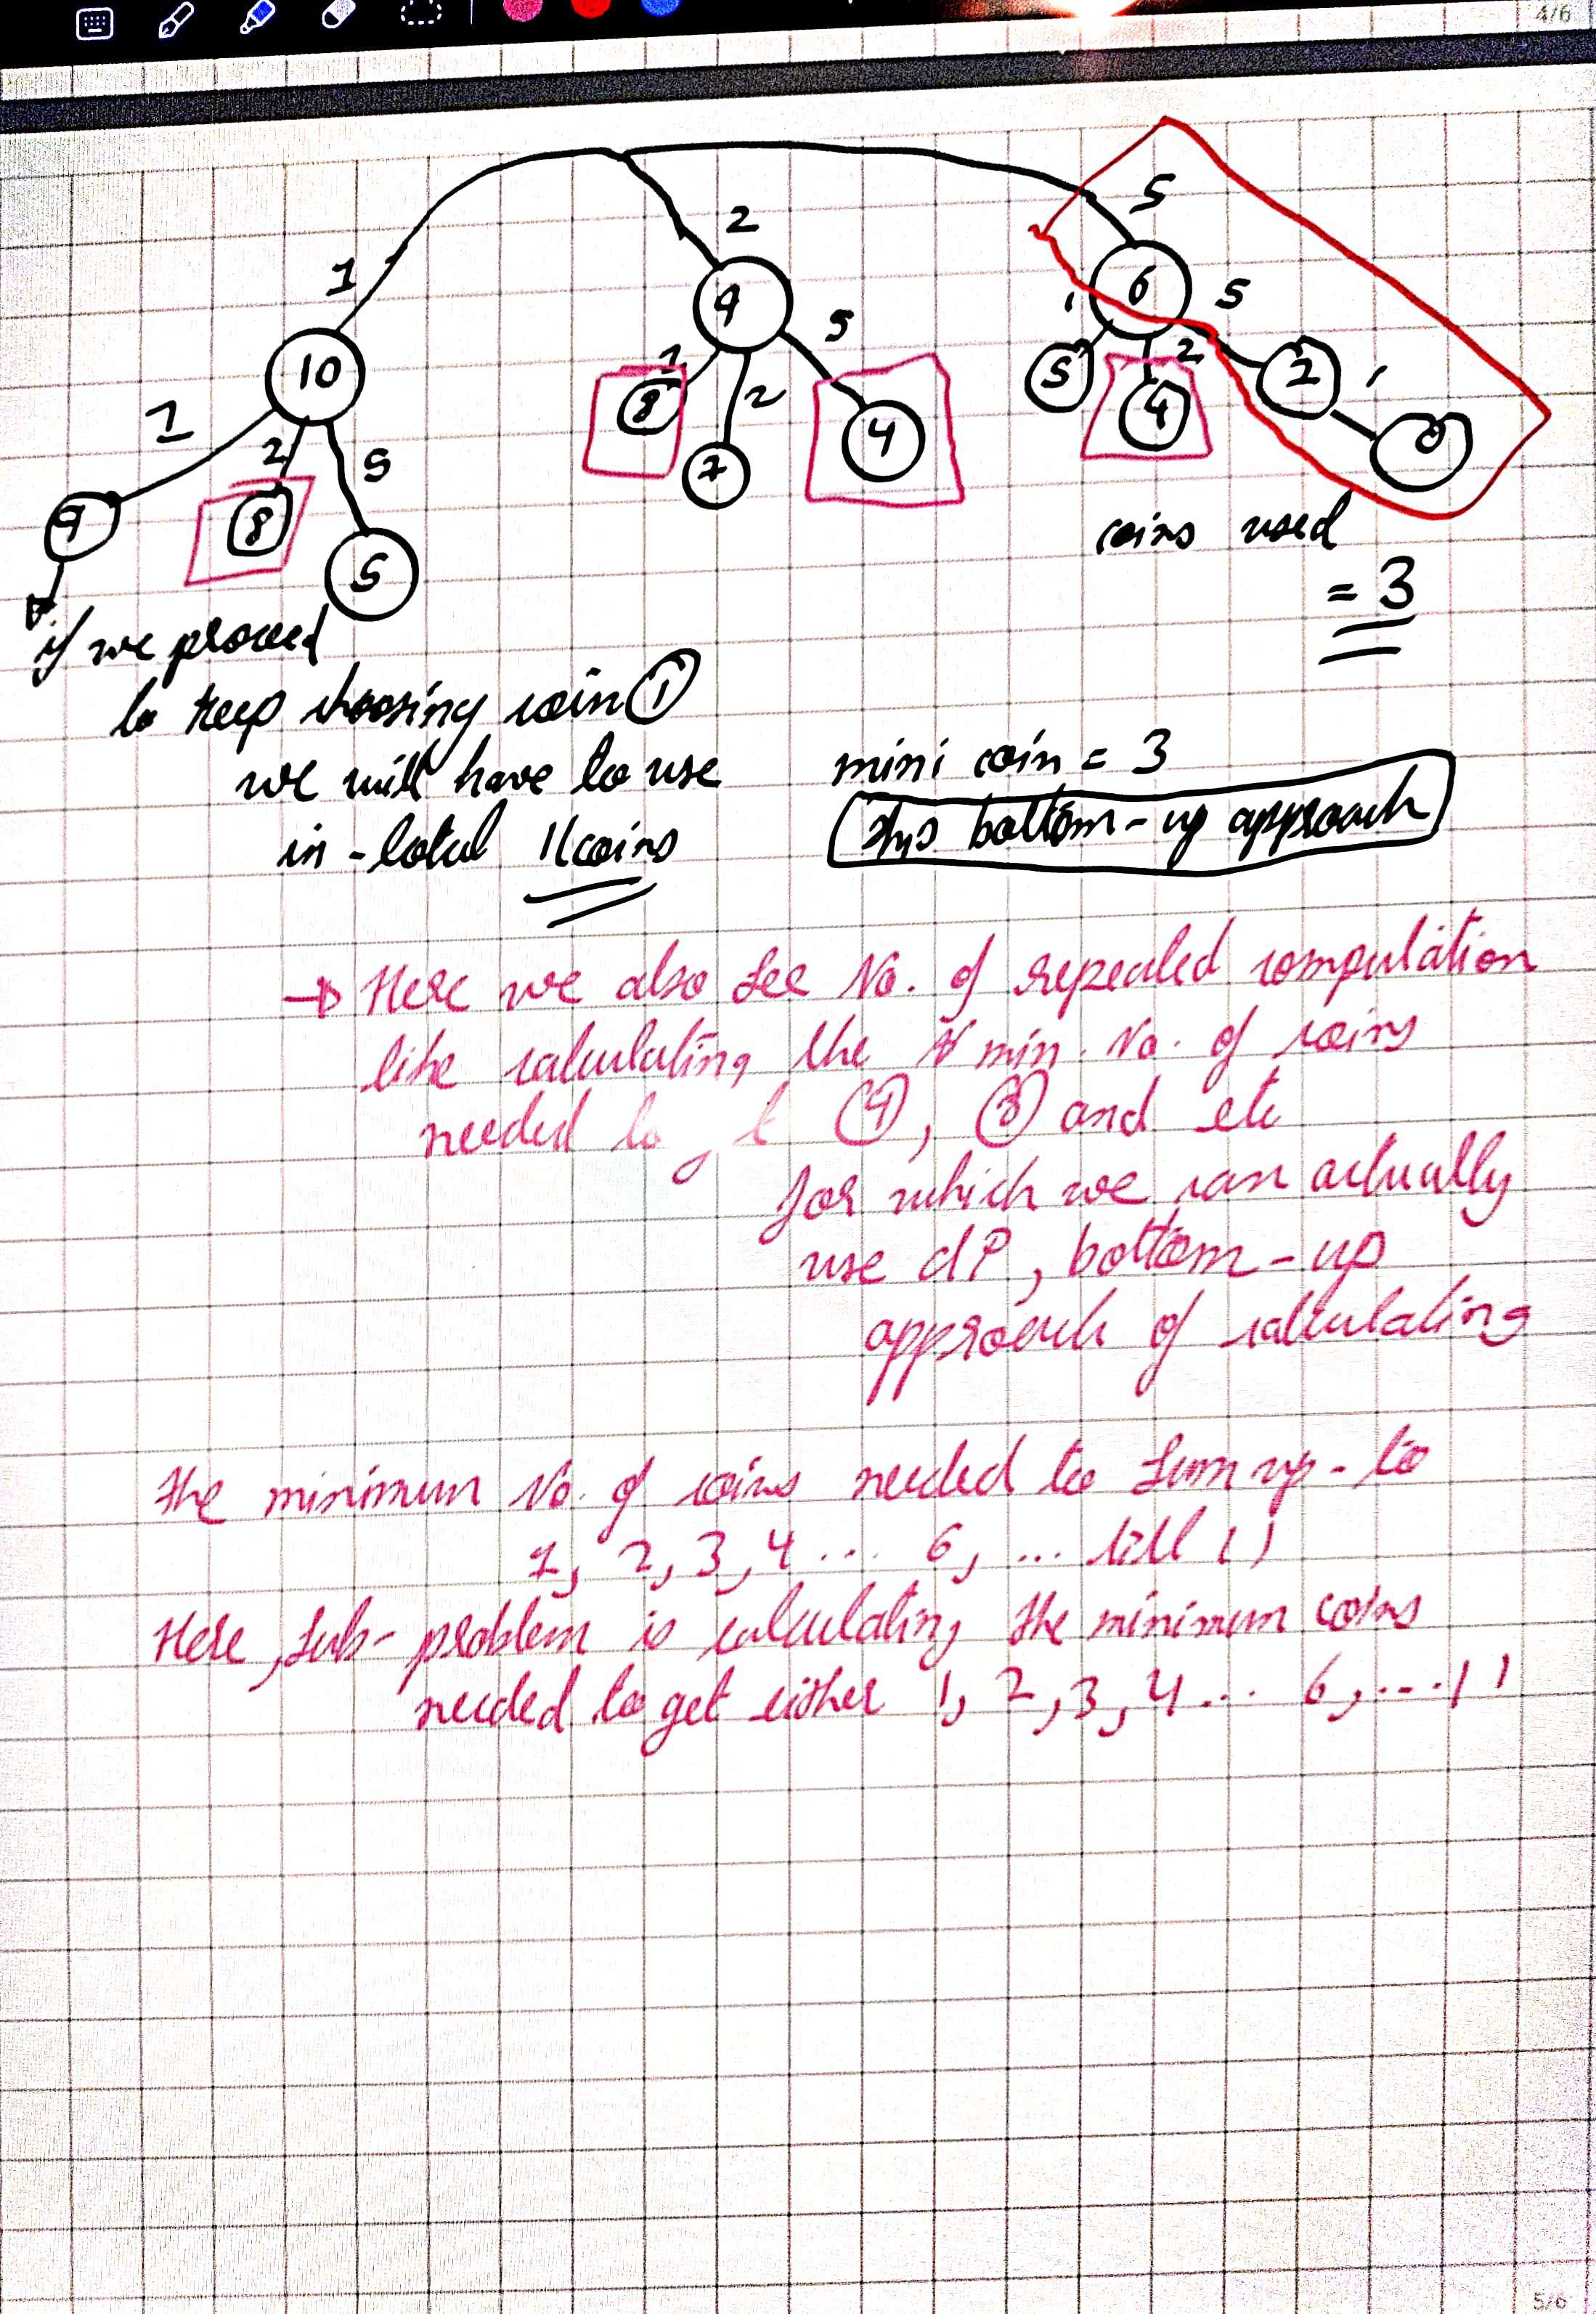 4/6
1
2
5
10
9
6
1
2
5
1
2
5
1
2
5
9
8
5
8
7
4
5
4
2
1
0
coins used
= 3
if we proceed
to keep choosing coin ①
we will have to use
in-total 11 coins
mini coin = 3
this bottom-up approach
→ Here we also see No. of repeated computation
like calculating the min. No. of coins
needed to get ④, ⑧ and etc
for which we can actually
use dP, bottom-up
approach of calculating
the minimum No. of coins needed to sum up-to
1, 2, 3, 4 ... 6, ... till 11
Here, sub-problem is calculating the minimum coins
needed to get either 1, 2, 3, 4 ... 6, ... 11
5/6